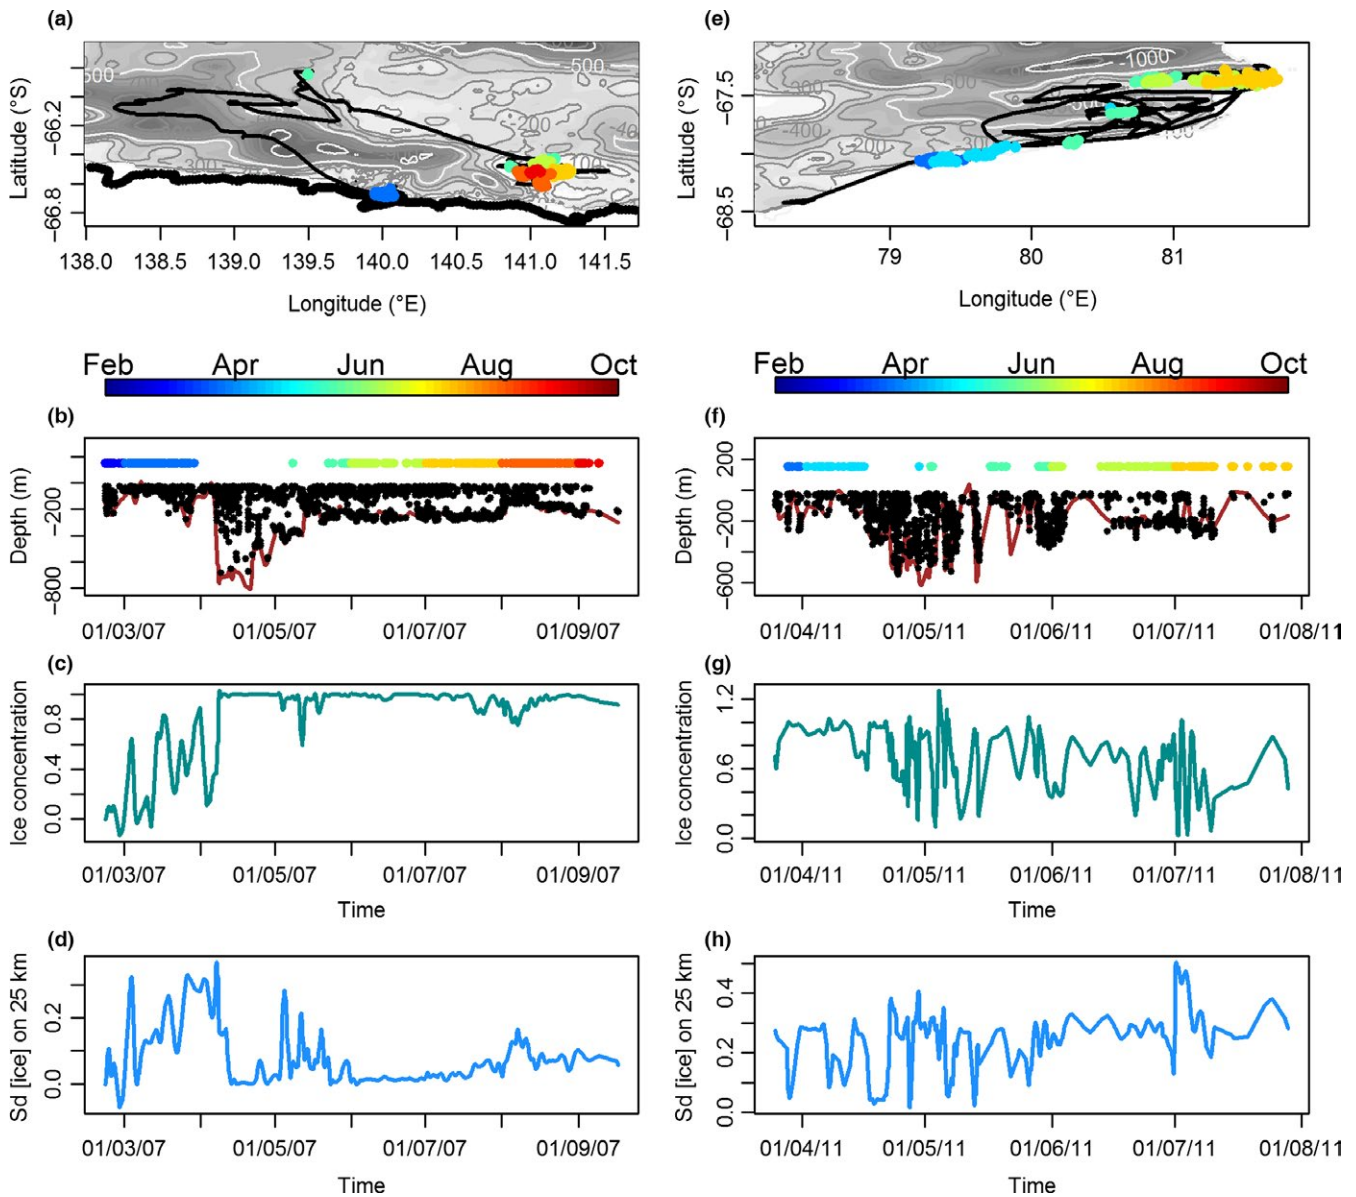 (a)
Latitude (°S)
−66.2
−66.8
500
-500
-200
-40
-300
-100
138.0 138.5 139.0 139.5 140.0 140.5 141.0 141.5
Longitude (°E)
(e)
Latitude (°S)
−67.5
−68.5
-1000
-300
-600
-400
-100
79 80 81
Longitude (°E)
Feb Apr Jun Aug Oct
Feb Apr Jun Aug Oct
(b)
Depth (m)
−200
−800
01/03/07 01/05/07 01/07/07 01/09/07
(f)
Depth (m)
200
−200
−600
01/04/11 01/05/11 01/06/11 01/07/11 01/08/11
(c)
Ice concentration
0.8
0.4
0.0
01/03/07 01/05/07 01/07/07 01/09/07
Time
(g)
Ice concentration
1.2
0.6
0.0
01/04/11 01/05/11 01/06/11 01/07/11 01/08/11
Time
(d)
Sd [ice] on 25 km
0.2
0.0
01/03/07 01/05/07 01/07/07 01/09/07
Time
(h)
Sd [ice] on 25 km
0.4
0.2
0.0
01/04/11 01/05/11 01/06/11 01/07/11 01/08/11
Time